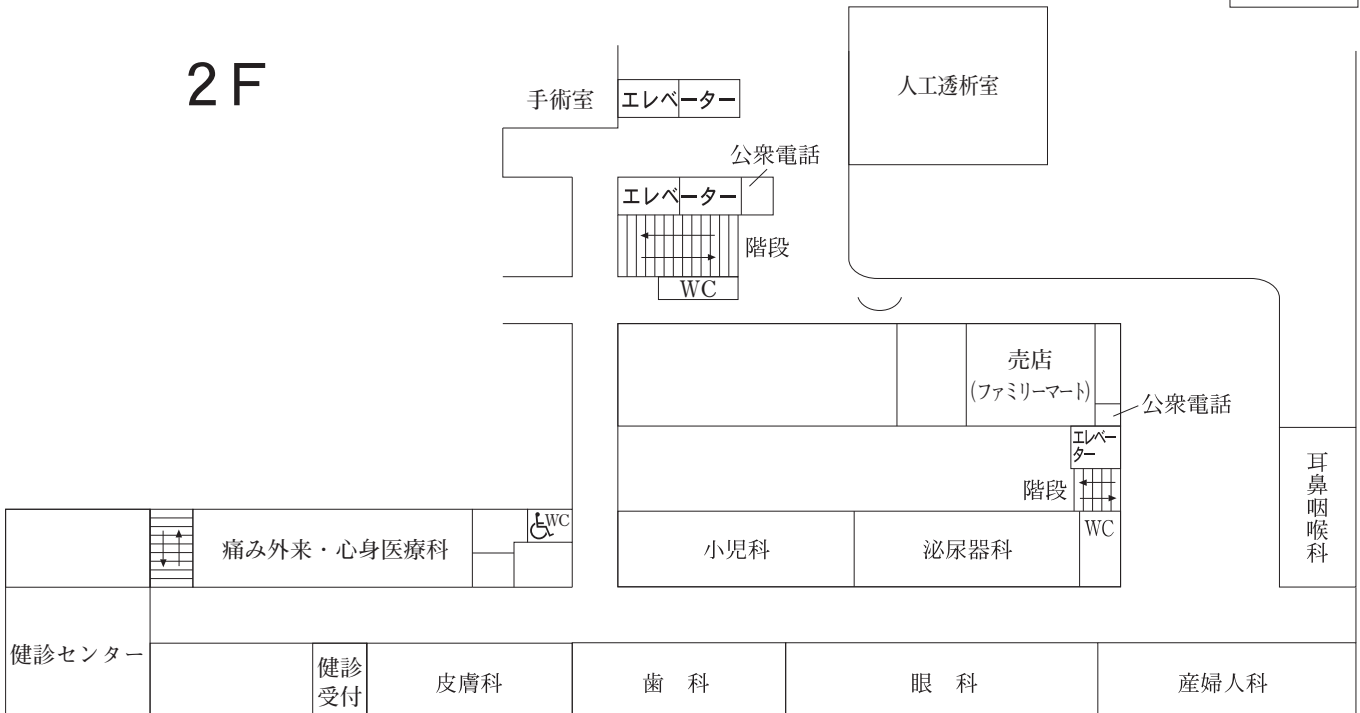 2F
手術室
エレベーター
人工透析室
公衆電話
エレベーター
階段
WC
売店
(ファミリーマート)
公衆電話
エレベー
ター
階段
耳鼻咽喉科
WC
痛み外来・心身医療科
小児科
泌尿器科
WC
健診センター
健診
受付
皮膚科
歯　科
眼　科
産婦人科